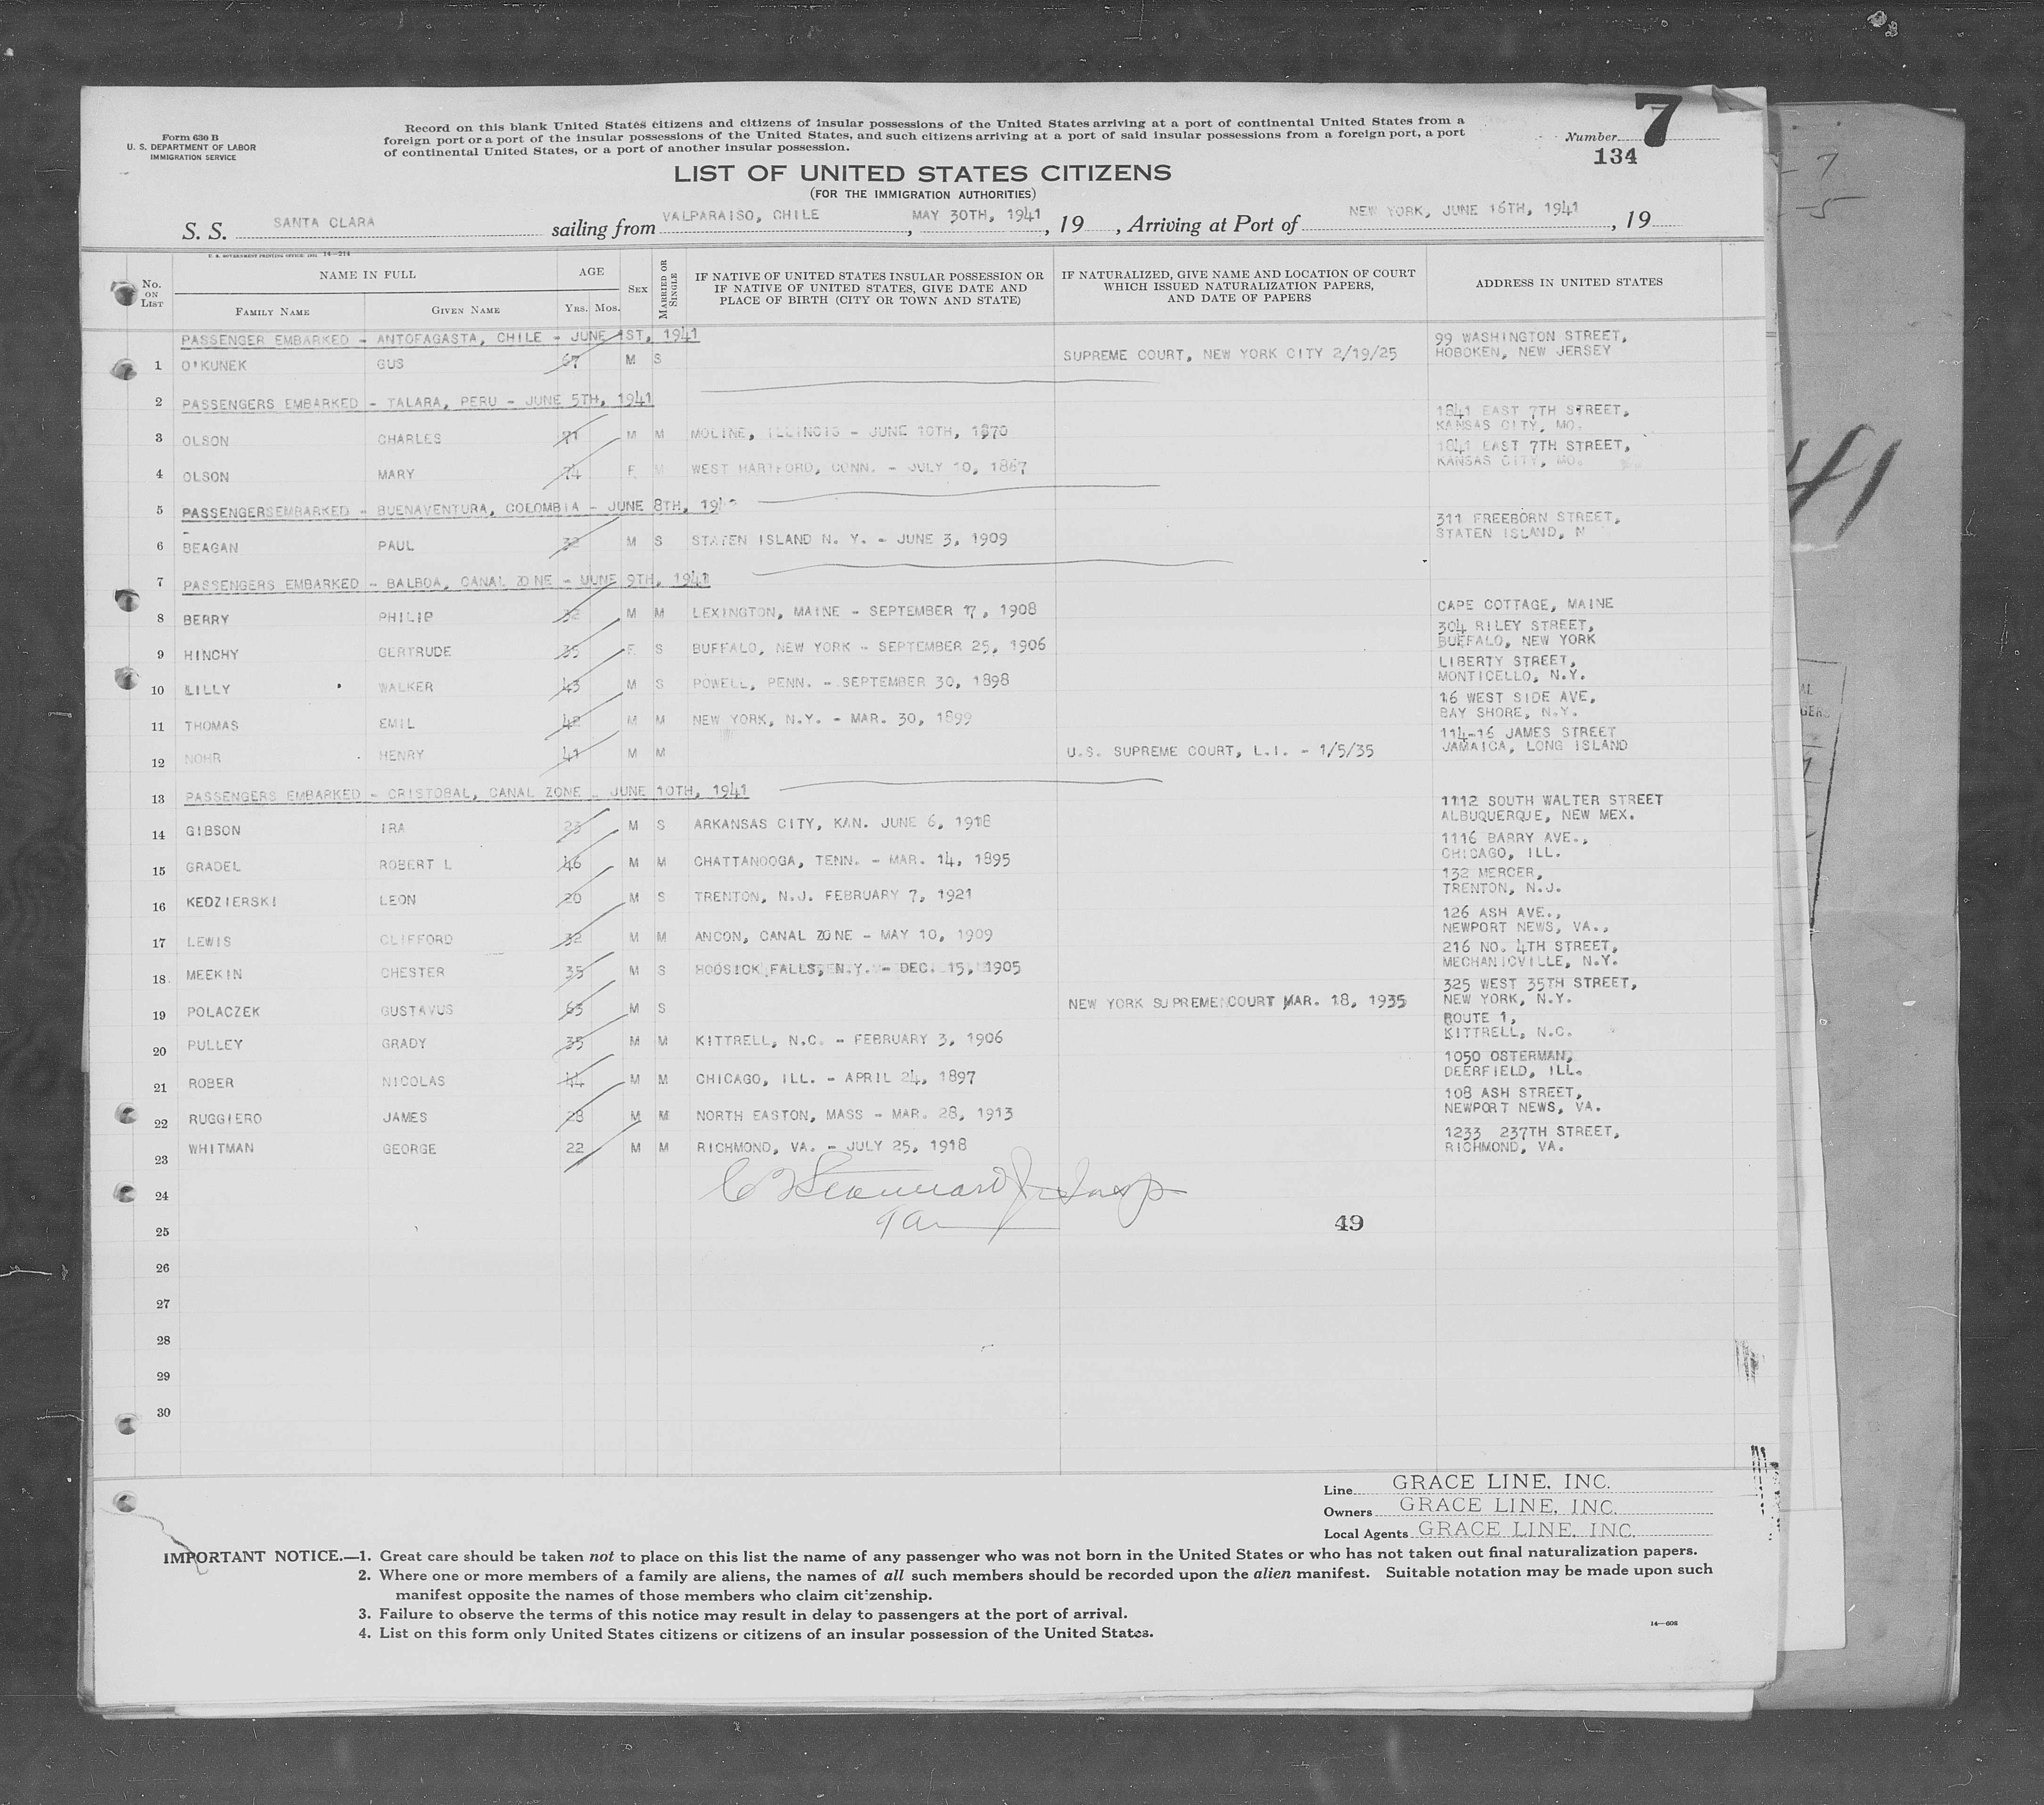 7
Form 630 B
U. S. DEPARTMENT OF LABOR
IMMIGRATION SERVICE
Record on this blank United States citizens and citizens of insular possessions of the United States arriving at a port of continental United States from a
foreign port or a port of the insular possessions of the United States, and such citizens arriving at a port of said insular possessions from a foreign port, a port
of continental United States, or a port of another insular possession.
Number
134
LIST OF UNITED STATES CITIZENS
(FOR THE IMMIGRATION AUTHORITIES)
S. S. SANTA CLARA sailing from VALPARAISO, CHILE, MAY 30TH, 1941, 19, Arriving at Port of NEW YORK, JUNE 16TH, 1941, 19
U. S. GOVERNMENT PRINTING OFFICE: 1931 14—214
No. ON LIST NAME IN FULL AGE SEX MARRIED OR SINGLE IF NATIVE OF UNITED STATES INSULAR POSSESSION OR IF NATIVE OF UNITED STATES, GIVE DATE AND PLACE OF BIRTH (CITY OR TOWN AND STATE) IF NATURALIZED, GIVE NAME AND LOCATION OF COURT WHICH ISSUED NATURALIZATION PAPERS, AND DATE OF PAPERS ADDRESS IN UNITED STATES
FAMILY NAME GIVEN NAME YRS. MOS.
PASSENGER EMBARKED - ANTOFAGASTA, CHILE - JUNE 1ST, 1941
1 O'KUNEK GUS 67 M S SUPREME COURT, NEW YORK CITY 2/19/25 99 WASHINGTON STREET, HOBOKEN, NEW JERSEY
2 PASSENGERS EMBARKED - TALARA, PERU - JUNE 5TH, 1941
3 OLSON CHARLES 71 M M MOLINE, ILLINOIS - JUNE 10TH, 1870 1841 EAST 7TH STREET, KANSAS CITY, MO.
4 OLSON MARY 74 F M WEST HARTFORD, CONN. - JULY 10, 1867 1841 EAST 7TH STREET, KANSAS CITY, MO.
5 PASSENGERSEMBARKED - BUENAVENTURA, COLOMBIA - JUNE 8TH, 19
6 BEAGAN PAUL 32 M S STATEN ISLAND N. Y. - JUNE 3, 1909 311 FREEBORN STREET, STATEN ISLAND, N
7 PASSENGERS EMBARKED - BALBOA, CANAL ZONE - JUNE 9TH, 1941
8 BERRY PHILIP 32 M M LEXINGTON, MAINE - SEPTEMBER 17, 1908 CAPE COTTAGE, MAINE
9 HINCHY GERTRUDE 35 F S BUFFALO, NEW YORK - SEPTEMBER 25, 1906 304 RILEY STREET, BUFFALO, NEW YORK
10 LILLY WALKER 43 M S POWELL, PENN. - SEPTEMBER 30, 1898 LIBERTY STREET, MONTICELLO, N.Y.
11 THOMAS EMIL 42 M M NEW YORK, N.Y. - MAR. 30, 1899 16 WEST SIDE AVE, BAY SHORE, N.Y.
12 NOHR HENRY 41 M M U.S. SUPREME COURT, L.I. - 1/5/35 114-16 JAMES STREET JAMAICA, LONG ISLAND
13 PASSENGERS EMBARKED - CRISTOBAL, CANAL ZONE - JUNE 10TH, 1941
14 GIBSON IRA 23 M S ARKANSAS CITY, KAN. JUNE 6, 1918 1112 SOUTH WALTER STREET ALBUQUERQUE, NEW MEX.
15 GRADEL ROBERT L 46 M M CHATTANOOGA, TENN. - MAR. 14, 1895 1116 BARRY AVE., CHICAGO, ILL.
16 KEDZIERSKI LEON 20 M S TRENTON, N.J. FEBRUARY 7, 1921 132 MERCER, TRENTON, N.J.
17 LEWIS CLIFFORD 32 M M ANCON, CANAL ZONE - MAY 10, 1909 126 ASH AVE., NEWPORT NEWS, VA.,
18 MEEKIN CHESTER 35 M S HOOSICK FALLS, N.Y. - DEC. 15, 1905 216 NO. 4TH STREET, MECHANICVILLE, N.Y.
19 POLACZEK GUSTAVUS 63 M S NEW YORK SUPREME COURT MAR. 18, 1935 325 WEST 35TH STREET, NEW YORK, N.Y.
20 PULLEY GRADY 35 M M KITTRELL, N.C. - FEBRUARY 3, 1906 ROUTE 1, KITTRELL, N.C.
21 ROBER NICOLAS 44 M M CHICAGO, ILL. - APRIL 24, 1897 1050 OSTERMAN, DEERFIELD, ILL.
22 RUGGIERO JAMES 28 M M NORTH EASTON, MASS - MAR. 28, 1913 108 ASH STREET, NEWPORT NEWS, VA.
23 WHITMAN GEORGE 22 M M RICHMOND, VA. - JULY 25, 1918 1233 237TH STREET, RICHMOND, VA.
24
25 49
26
27
28
29
30
Line GRACE LINE, INC.
Owners GRACE LINE, INC.
Local Agents GRACE LINE, INC.
IMPORTANT NOTICE.—1. Great care should be taken not to place on this list the name of any passenger who was not born in the United States or who has not taken out final naturalization papers.
2. Where one or more members of a family are aliens, the names of all such members should be recorded upon the alien manifest. Suitable notation may be made upon such
manifest opposite the names of those members who claim citizenship.
3. Failure to observe the terms of this notice may result in delay to passengers at the port of arrival.
4. List on this form only United States citizens or citizens of an insular possession of the United States.
14—608